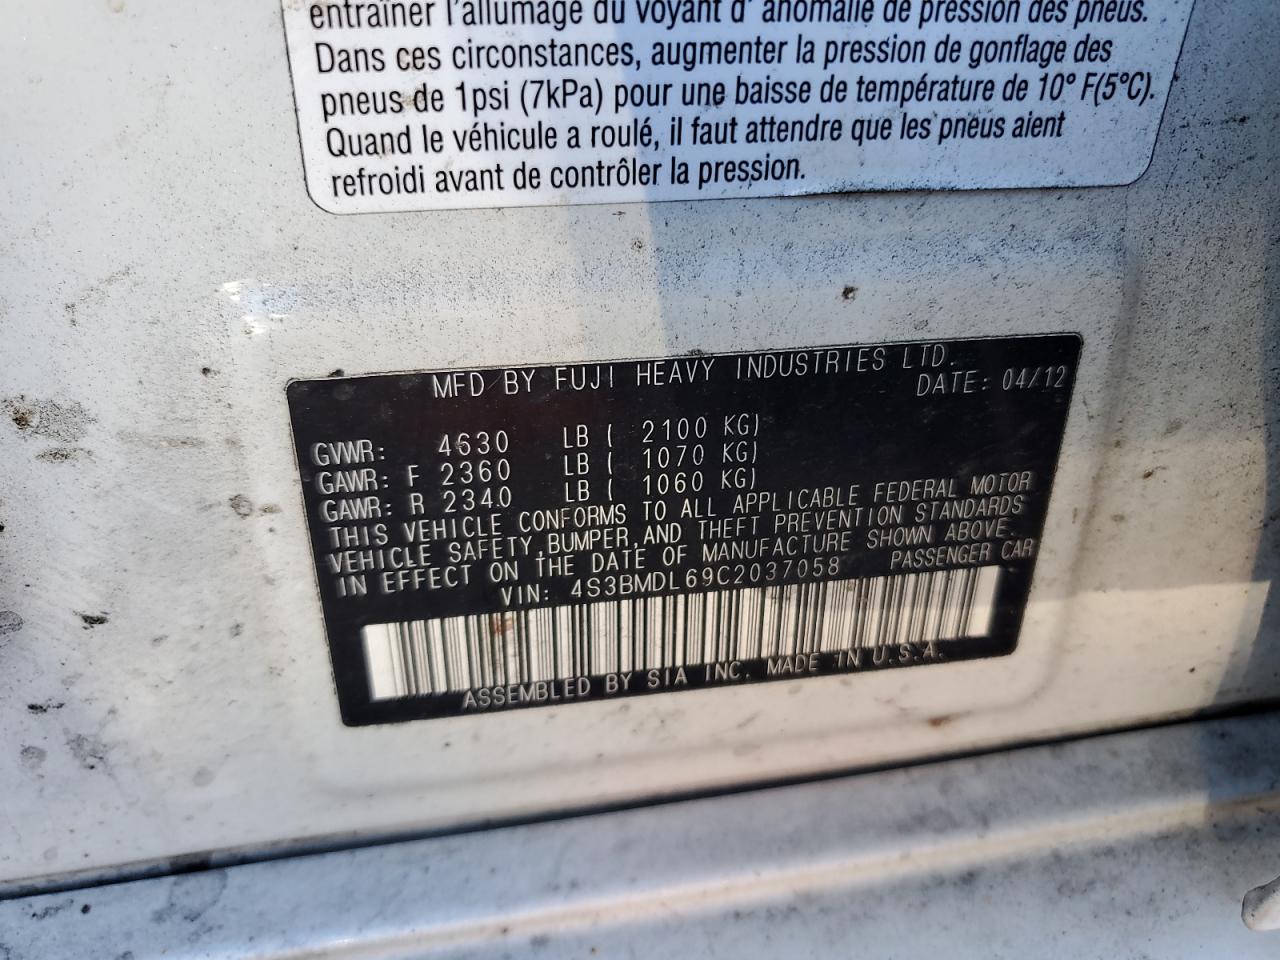 entraîner l'allumage du voyant d' anomalie de pression des pneus.
Dans ces circonstances, augmenter la pression de gonflage des
pneus de 1psi (7kPa) pour une baisse de température de 10° F(5°C).
Quand le véhicule a roulé, il faut attendre que les pneus aient
refroidi avant de contrôler la pression.
MFD BY FUJI HEAVY INDUSTRIES LTD.
DATE: 04/12
GVWR: 4630 LB ( 2100 KG)
GAWR: F 2360 LB ( 1070 KG)
GAWR: R 2340 LB ( 1060 KG)
THIS VEHICLE CONFORMS TO ALL APPLICABLE FEDERAL MOTOR
VEHICLE SAFETY, BUMPER, AND THEFT PREVENTION STANDARDS
IN EFFECT ON THE DATE OF MANUFACTURE SHOWN ABOVE.
VIN: 4S3BMDL69C2037058 PASSENGER CAR
ASSEMBLED BY SIA INC. MADE IN U.S.A.